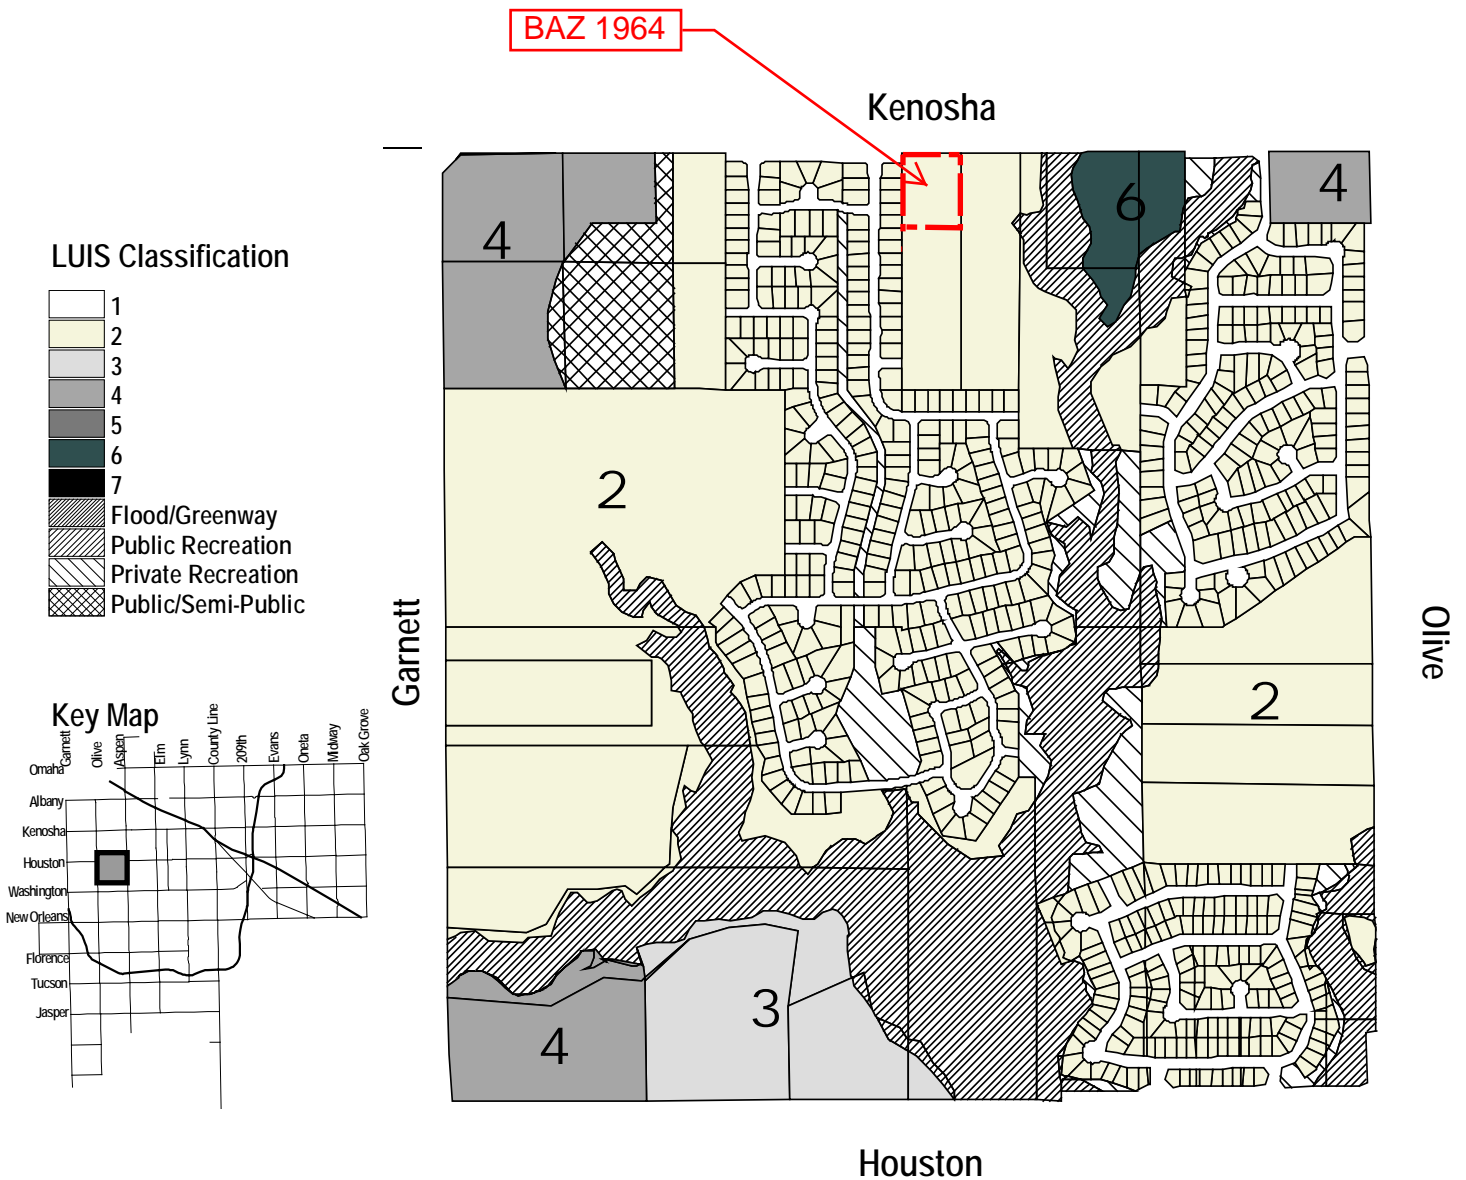 BAZ 1964
Kenosha
4
6
4
LUIS Classification
1
2
3
4
5
6
7
Flood/Greenway
Public Recreation
Private Recreation
Public/Semi-Public
2
Garnett
Olive
2
Key Map
Garnett
Olive
Aspen
Elm
Lynn
County Line
209th
Evans
Oneta
Midway
Oak Grove
Omaha
Albany
Kenosha
Houston
Washington
New Orleans
Florence
Tucson
Jasper
3
4
Houston